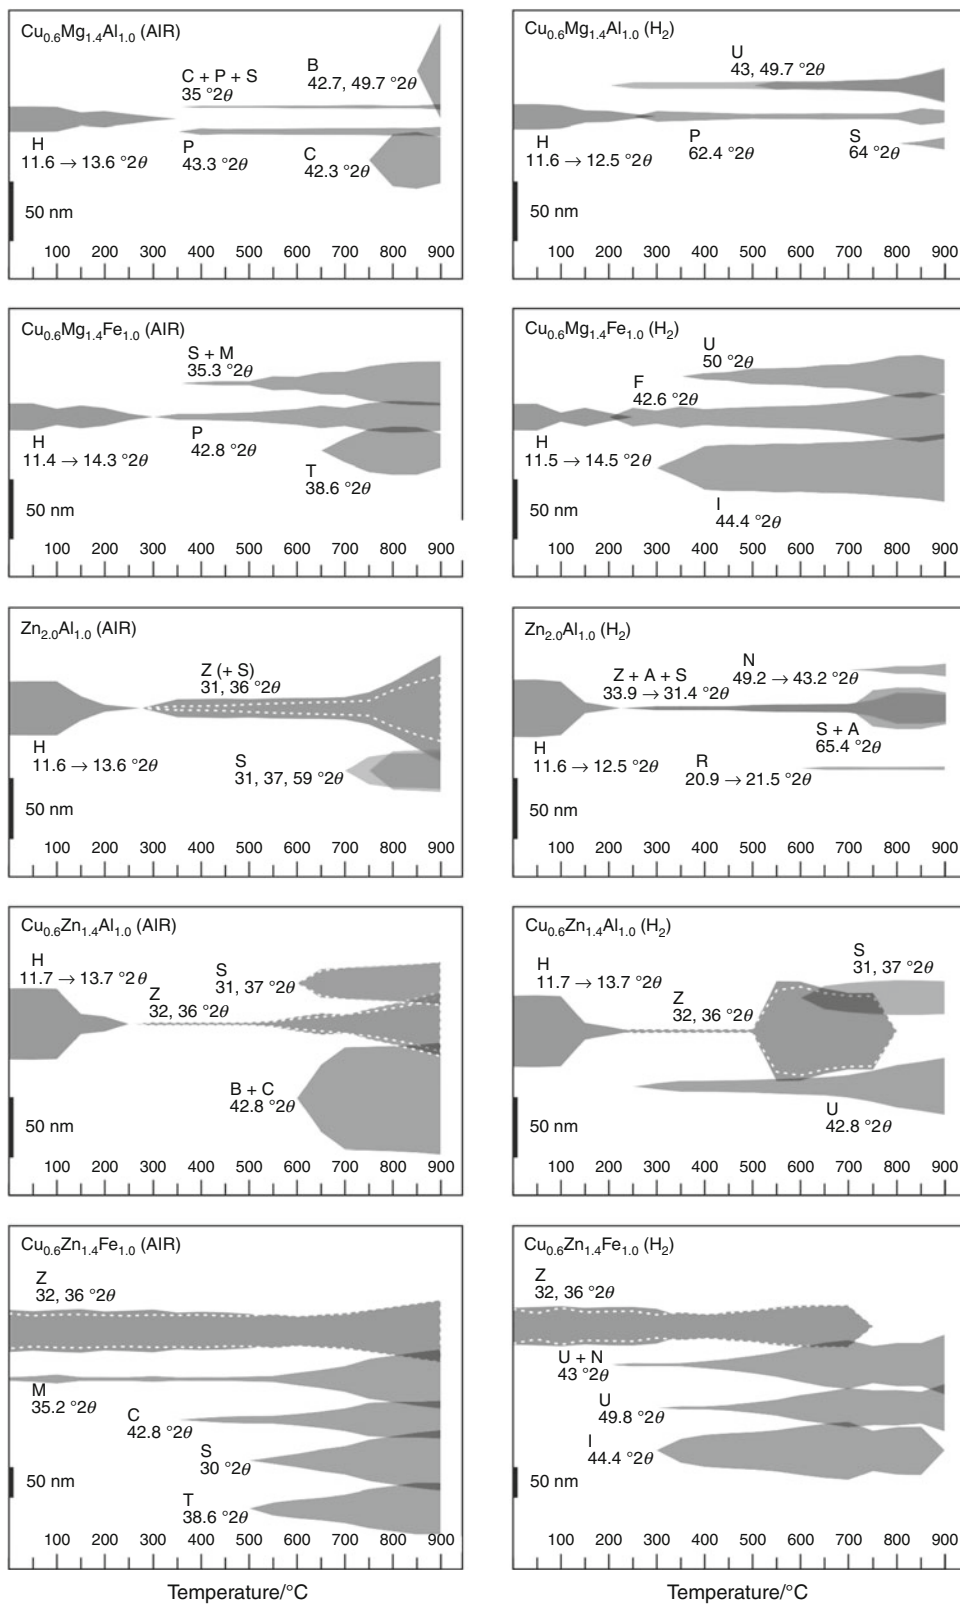 Cu0.6Mg1.4Al1.0 (AIR)
C + P + S
35 °2θ
B
42.7, 49.7 °2θ
H
11.6 → 13.6 °2θ
P
43.3 °2θ
C
42.3 °2θ
50 nm
100 200 300 400 500 600 700 800 900
Cu0.6Mg1.4Al1.0 (H2)
U
43, 49.7 °2θ
H
11.6 → 12.5 °2θ
P
62.4 °2θ
S
64 °2θ
50 nm
100 200 300 400 500 600 700 800 900
Cu0.6Mg1.4Fe1.0 (AIR)
S + M
35.3 °2θ
H
11.4 → 14.3 °2θ
P
42.8 °2θ
T
38.6 °2θ
50 nm
100 200 300 400 500 600 700 800 900
Cu0.6Mg1.4Fe1.0 (H2)
U
50 °2θ
F
42.6 °2θ
H
11.5 → 14.5 °2θ
I
44.4 °2θ
50 nm
100 200 300 400 500 600 700 800 900
Zn2.0Al1.0 (AIR)
Z (+ S)
31, 36 °2θ
H
11.6 → 13.6 °2θ
S
31, 37, 59 °2θ
50 nm
100 200 300 400 500 600 700 800 900
Zn2.0Al1.0 (H2)
N
49.2 → 43.2 °2θ
Z + A + S
33.9 → 31.4 °2θ
S + A
65.4 °2θ
H
11.6 → 12.5 °2θ
R
20.9 → 21.5 °2θ
50 nm
100 200 300 400 500 600 700 800 900
Cu0.6Zn1.4Al1.0 (AIR)
H
11.7 → 13.7 °2θ
S
31, 37 °2θ
Z
32, 36 °2θ
B + C
42.8 °2θ
50 nm
100 200 300 400 500 600 700 800 900
Cu0.6Zn1.4Al1.0 (H2)
S
31, 37 °2θ
H
11.7 → 13.7 °2θ
Z
32, 36 °2θ
U
42.8 °2θ
50 nm
100 200 300 400 500 600 700 800 900
Cu0.6Zn1.4Fe1.0 (AIR)
Z
32, 36 °2θ
M
35.2 °2θ
C
42.8 °2θ
S
30 °2θ
50 nm
T
38.6 °2θ
100 200 300 400 500 600 700 800 900
Temperature/°C
Cu0.6Zn1.4Fe1.0 (H2)
Z
32, 36 °2θ
U + N
43 °2θ
U
49.8 °2θ
I
44.4 °2θ
50 nm
100 200 300 400 500 600 700 800 900
Temperature/°C